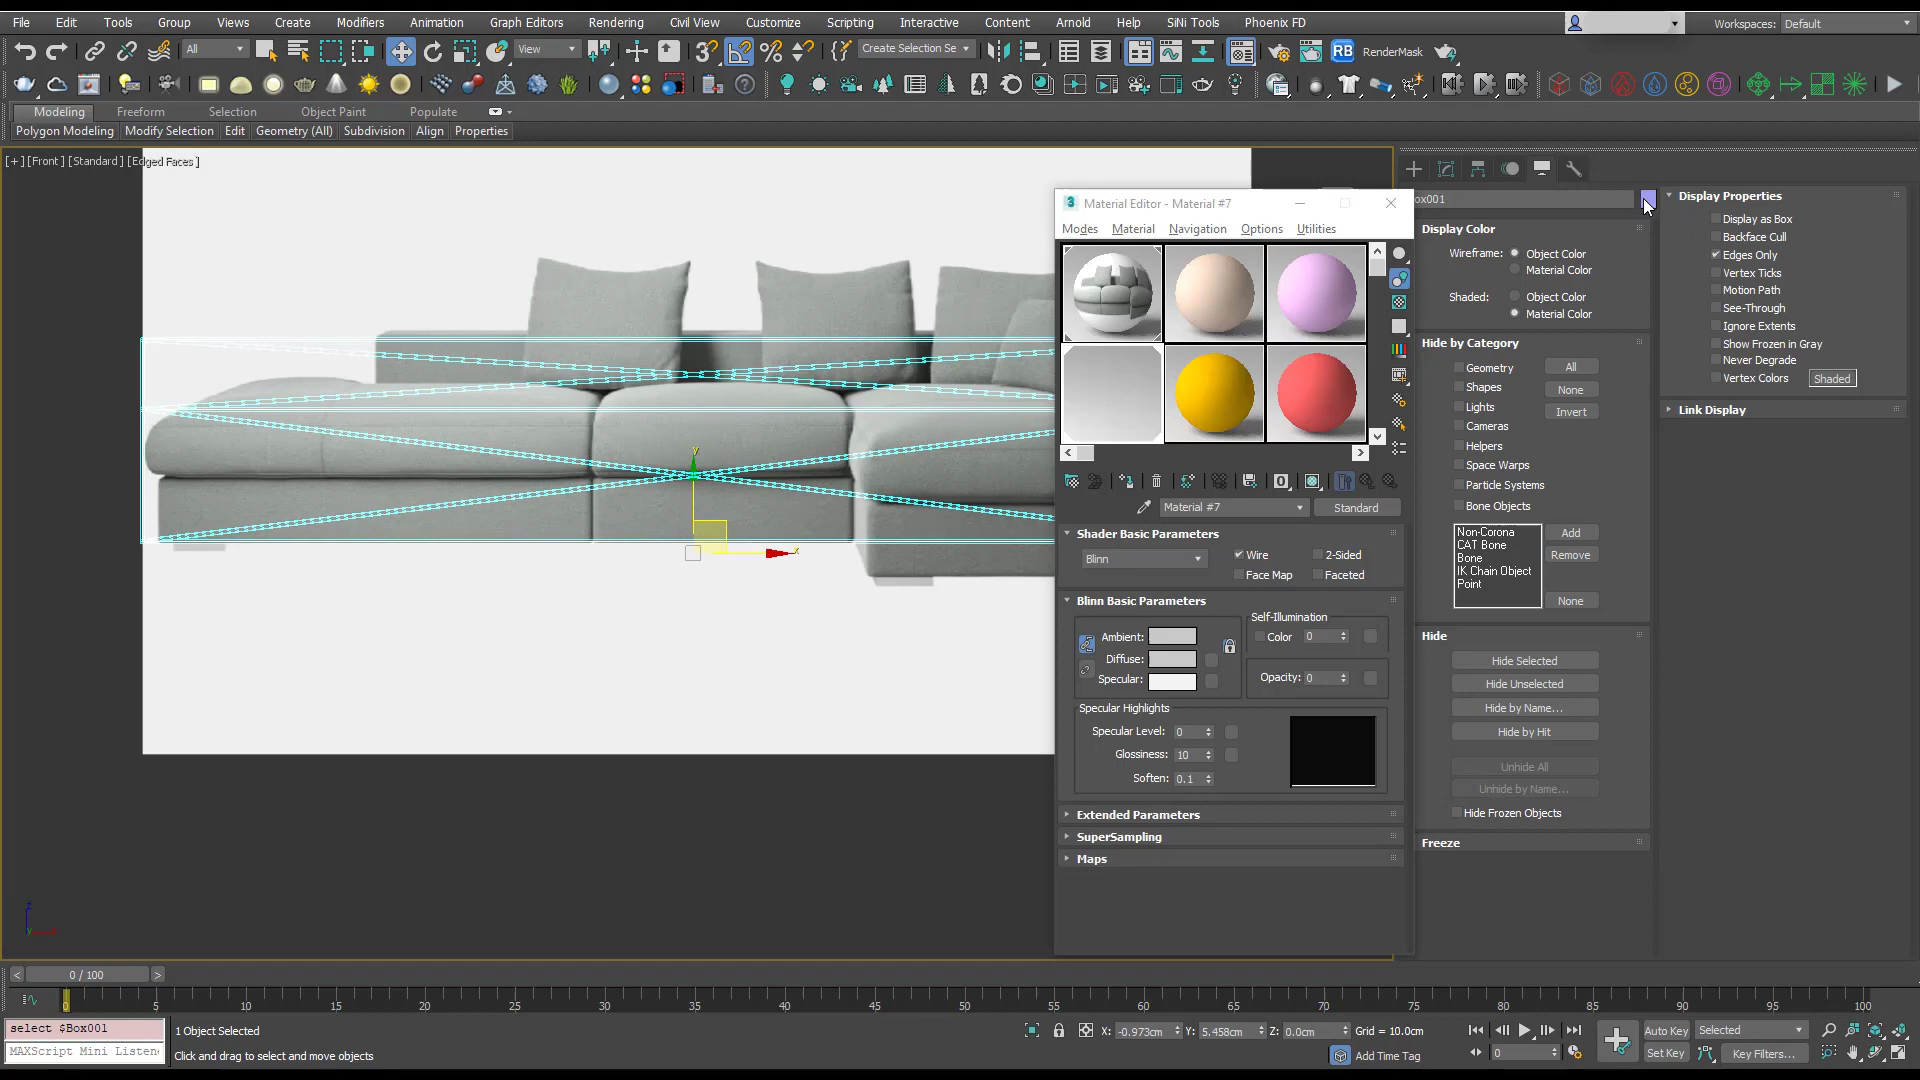 File Edit Tools Group Views Create Modifiers Animation Graph Editors Rendering Civil View Customize Scripting Interactive Content Arnold Help SiNi Tools Phoenix FD Workspaces: Default
All View Create Selection Se RB RenderMask
Modeling Freeform Selection Object Paint Populate
Polygon Modeling Modify Selection Edit Geometry (All) Subdivision Align Properties
[+] [Front] [Standard] [Edged Faces]
Material Editor - Material #7
Modes Material Navigation Options Utilities
Material #7 Standard
Shader Basic Parameters
Blinn Wire 2-Sided
Face Map Faceted
Blinn Basic Parameters
Self-Illumination
Ambient: Color 0
Diffuse:
Specular: Opacity: 0
Specular Highlights
Specular Level: 0
Glossiness: 10
Soften: 0.1
Extended Parameters
SuperSampling
Maps
ox001
Display Color
Wireframe: Object Color
Material Color
Shaded: Object Color
Material Color
Hide by Category
Geometry All
Shapes None
Lights Invert
Cameras
Helpers
Space Warps
Particle Systems
Bone Objects
Non-Corona Add
CAT Bone
Bone Remove
IK Chain Object
Point
None
Hide
Hide Selected
Hide Unselected
Hide by Name...
Hide by Hit
Unhide All
Unhide by Name...
Hide Frozen Objects
Freeze
Display Properties
Display as Box
Backface Cull
Edges Only
Vertex Ticks
Motion Path
See-Through
Ignore Extents
Show Frozen in Gray
Never Degrade
Vertex Colors Shaded
Link Display
z
y
x
y
x
< 0 / 100 >
0 5 10 15 20 25 30 35 40 45 50 55 60 65 70 75 80 85 90 95 100
select $Box001 1 Object Selected X: -0.973cm Y: 5.458cm Z: 0.0cm Grid = 10.0cm Auto Key Selected
MAXScript Mini Listen Click and drag to select and move objects Add Time Tag 0 Set Key Key Filters...